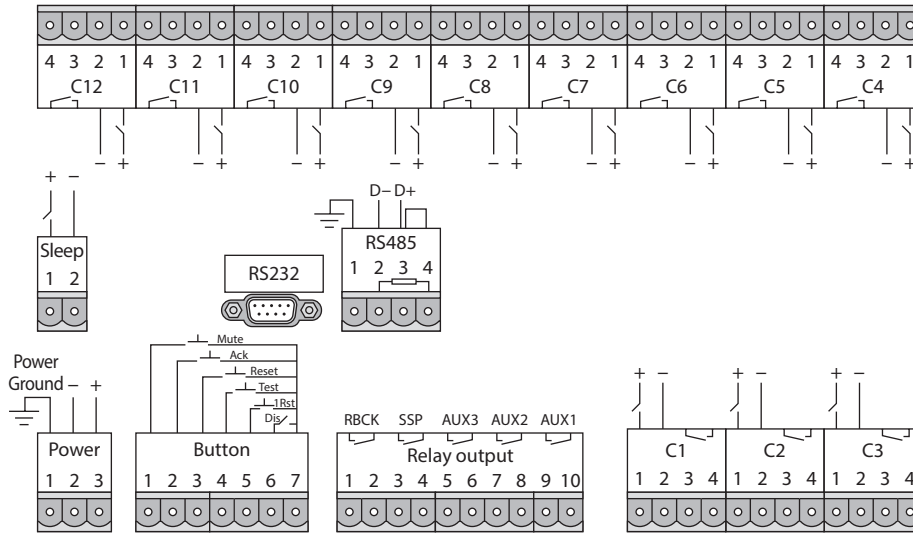 4 3 2 1 4 3 2 1 4 3 2 1 4 3 2 1 4 3 2 1 4 3 2 1 4 3 2 1 4 3 2 1 4 3 2 1
C12 C11 C10 C9 C8 C7 C6 C5 C4
− + − + − + − + − + − + − + − + − +
+ −
D− D+
Sleep
1 2
RS232
RS485
1 2 3 4
Power
Ground − +
Power
1 2 3
Mute
Ack
Reset
Test
1Rst
Dis
Button
1 2 3 4 5 6 7
RBCK SSP AUX3 AUX2 AUX1
Relay output
1 2 3 4 5 6 7 8 9 10
+ − + − + −
C1 C2 C3
1 2 3 4 1 2 3 4 1 2 3 4